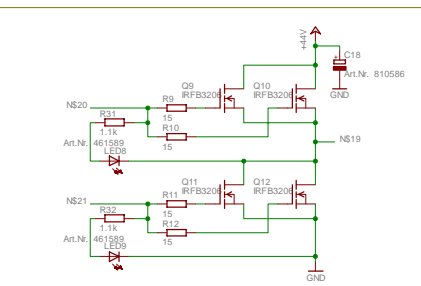 +44V
C18
Art.Nr. 810586
GND
Q9
IRFB3206
Q10
IRFB3206
N$20
R9
15
R31
1.1k
R10
15
Art.Nr. 461589
LED8
N$19
Q11
IRFB3206
Q12
IRFB3206
N$21
R11
15
R32
1.1k
R12
15
Art.Nr. 461589
LED9
GND